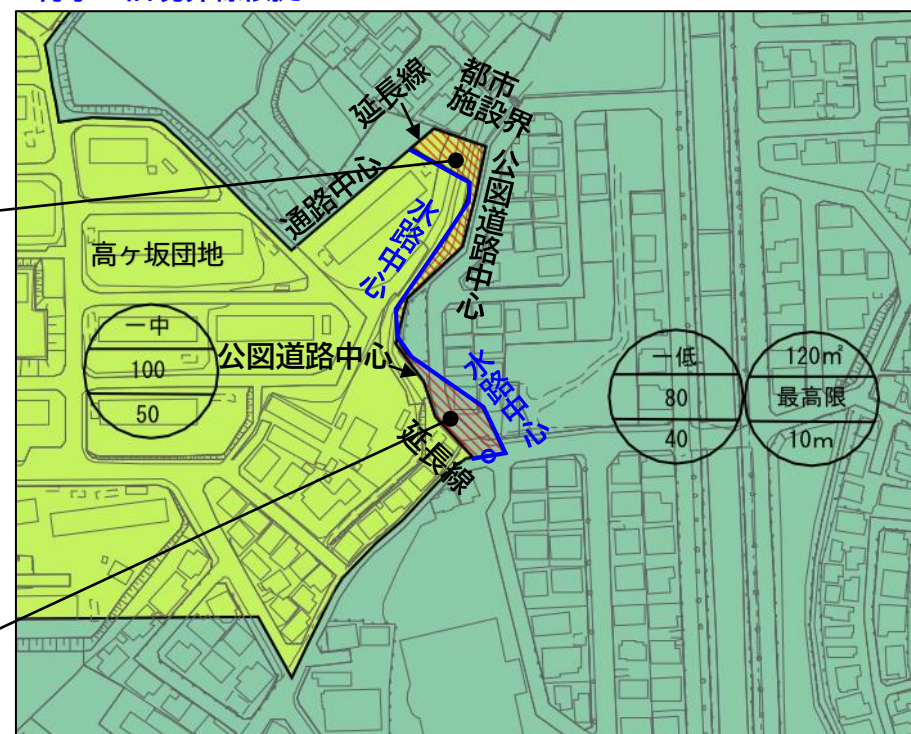 延長線
都市
施設界
通路中心
公図道路中心
水路中心
高ヶ坂団地
一中
100
50
公図道路中心
水路中心
延長線
一低
80
40
120㎡
最高限
10m